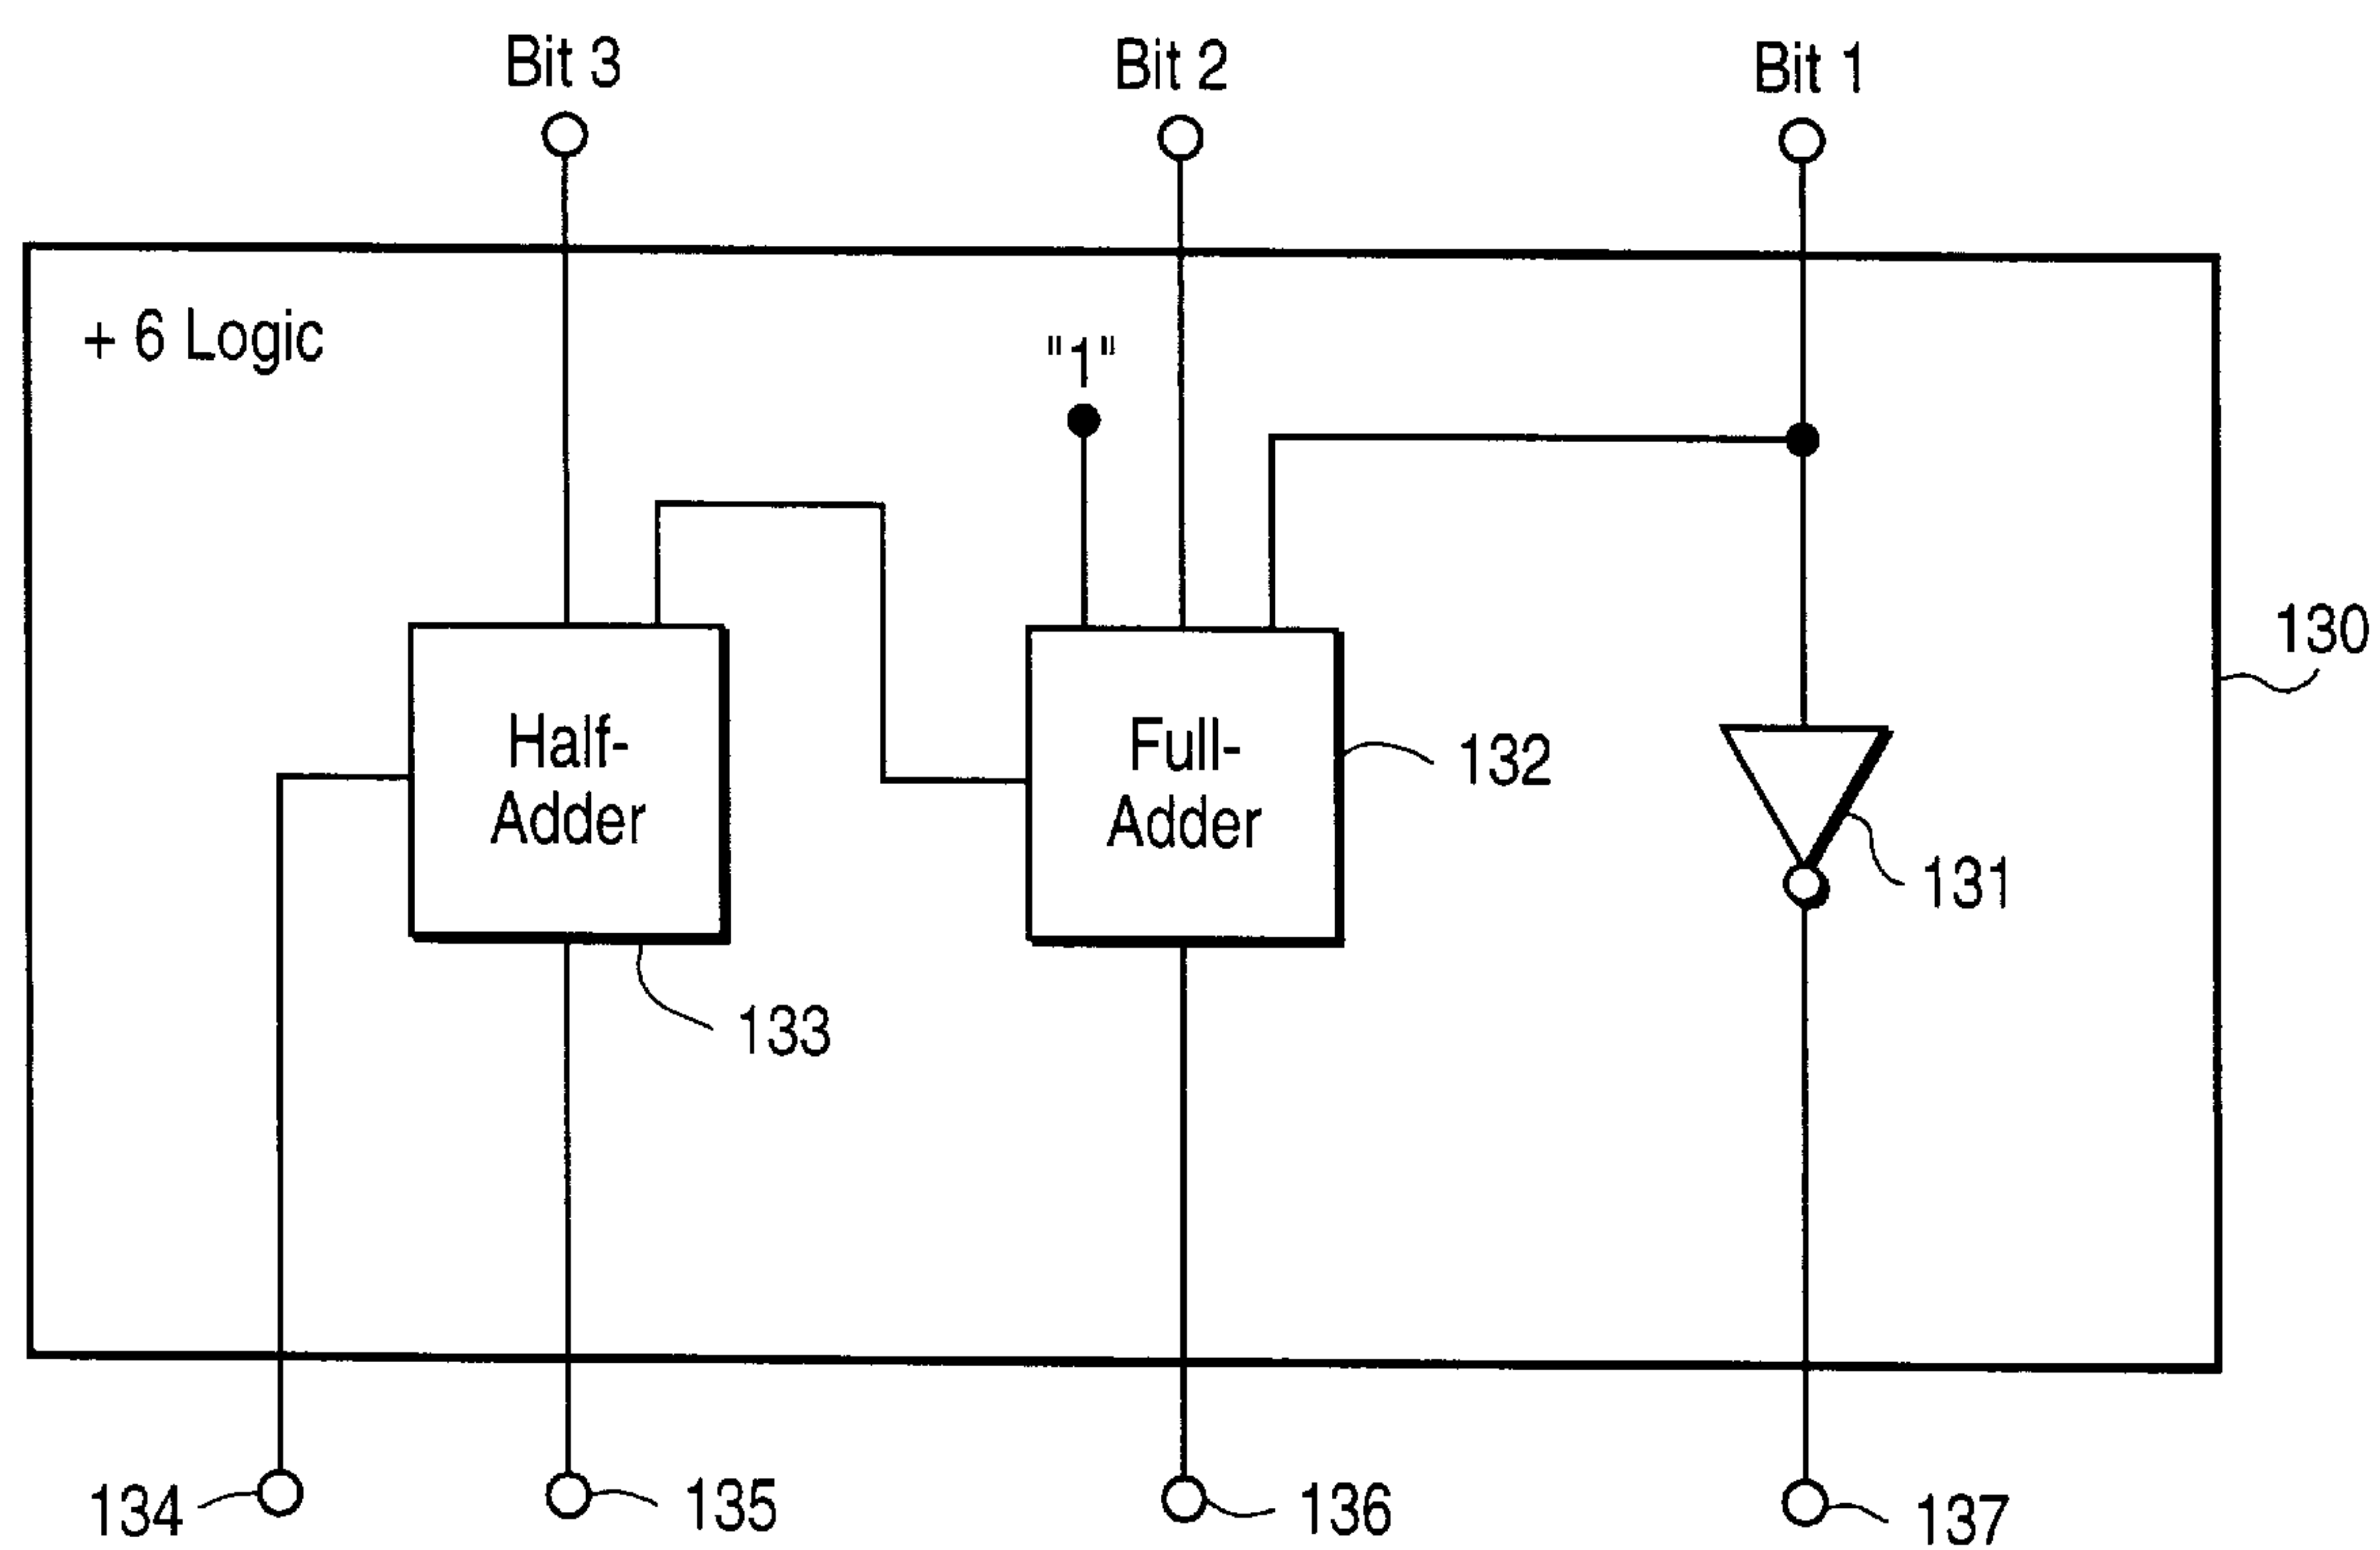 Bit 3
Bit 2
Bit 1
+ 6 Logic
"1"
130
Half-
Adder
Full-
Adder
132
131
133
134
135
136
137